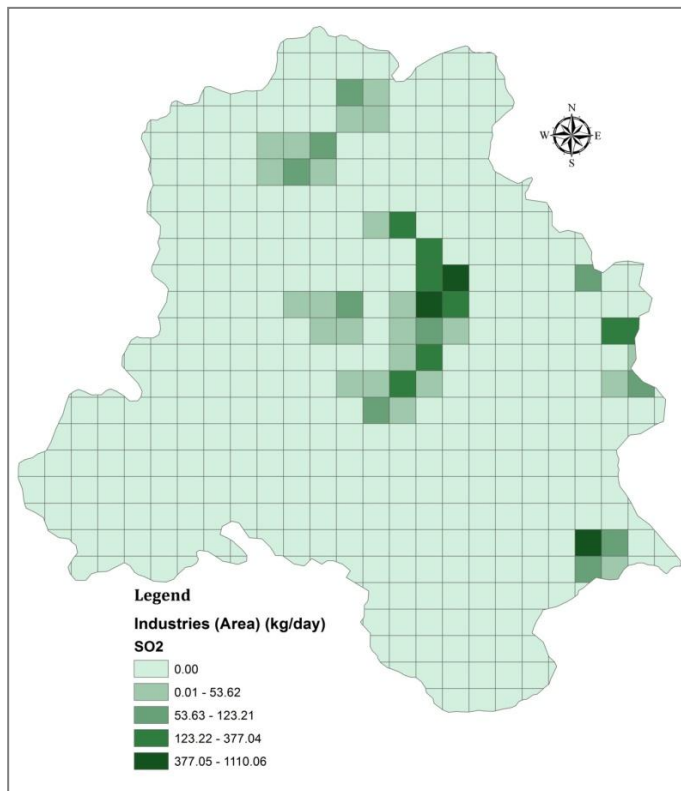 N
W E
S
Legend
Industries (Area) (kg/day)
SO2
0.00
0.01 - 53.62
53.63 - 123.21
123.22 - 377.04
377.05 - 1110.06